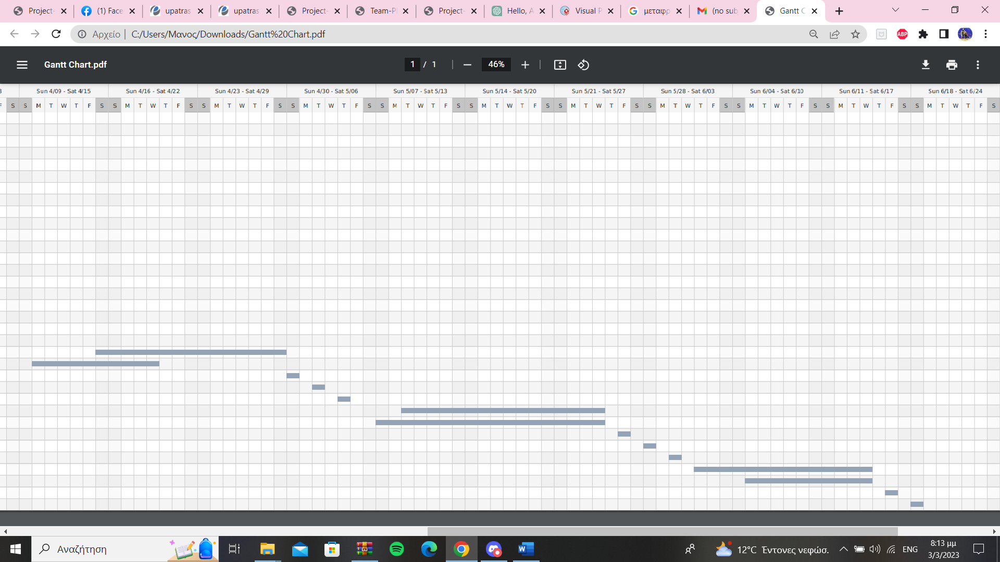 Project- (1) Face upatras upatras Project- Team-Pl Project- Hello, A Visual P μεταφρ (no sub Gantt C
Αρχείο | C:/Users/Μανος/Downloads/Gantt%20Chart.pdf
ABP
Gantt Chart.pdf 1 / 1 46%
3 Sun 4/09 - Sat 4/15 Sun 4/16 - Sat 4/22 Sun 4/23 - Sat 4/29 Sun 4/30 - Sat 5/06 Sun 5/07 - Sat 5/13 Sun 5/14 - Sat 5/20 Sun 5/21 - Sat 5/27 Sun 5/28 - Sat 6/03 Sun 6/04 - Sat 6/10 Sun 6/11 - Sat 6/17 Sun 6/18 - Sat 6/24
F S S M T W T F S S M T W T F S S M T W T F S S M T W T F S S M T W T F S S M T W T F S S M T W T F S S M T W T F S S M T W T F S S M T W T F S S M T W T F S
Αναζήτηση 12°C Έντονες νεφώσ. ENG 8:13 μμ
3/3/2023